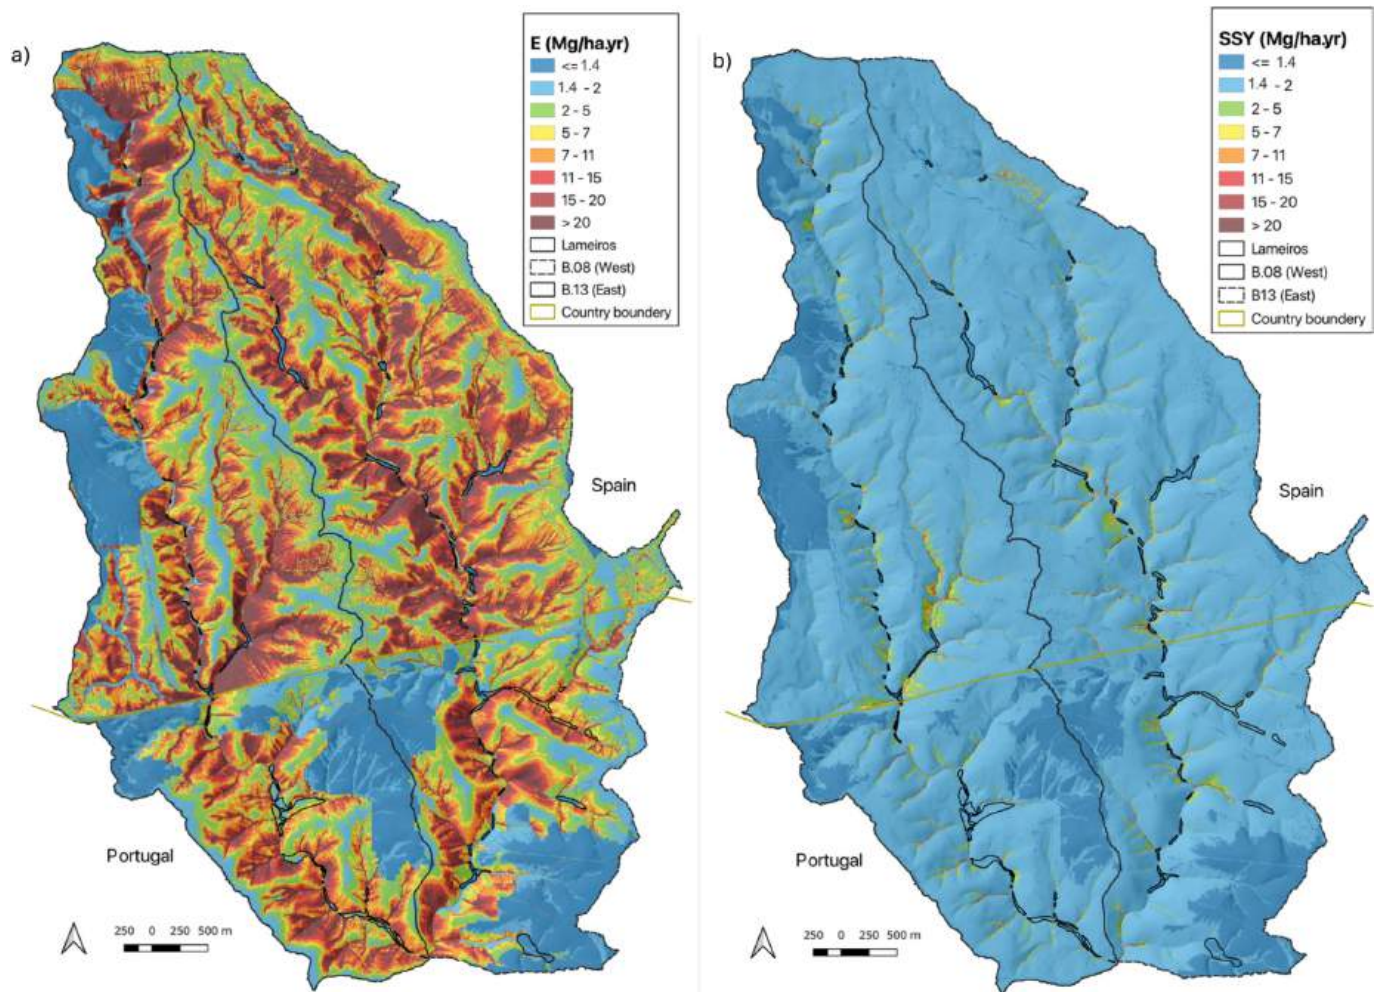 a)
E (Mg/ha.yr)
<= 1.4
1.4 - 2
2 - 5
5 - 7
7 - 11
11 - 15
15 - 20
> 20
Lameiros
B.08 (West)
B.13 (East)
Country boundery
Spain
Portugal
250 0 250 500 m
b)
SSY (Mg/ha.yr)
<= 1.4
1.4 - 2
2 - 5
5 - 7
7 - 11
11 - 15
15 - 20
> 20
Lameiros
B.08 (West)
B13 (East)
Country boundery
Spain
Portugal
250 0 250 500 m